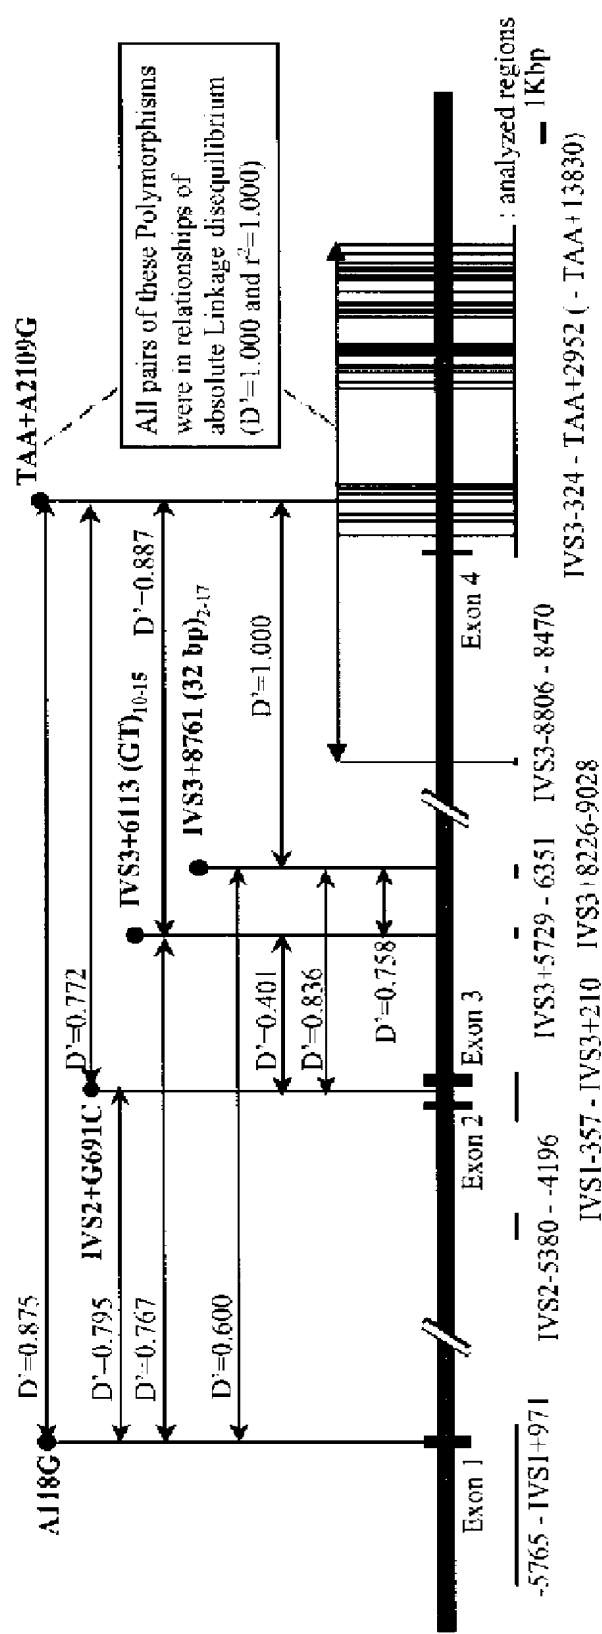 TAA+A2109G
All pairs of these Polymorphisms
were in relationships of
absolute Linkage disequilibrium
(D'=1.000 and r²=1.000)
D'=0.875
A118G
D'=0.772
IVS2+G691C
D'=0.795
IVS3+6113 (GT)10-15
D'=0.887
D'=0.767
IVS3+8761 (32 bp)2-17
D'=0.600
D'=0.401
D'=1.000
D'=0.836
D'=0.758
Exon 1
Exon 2
Exon 3
Exon 4
: analyzed regions
1Kbp
-5765 - IVS1+971
IVS2-5380 - -4196
IVS3+5729 - 6351
IVS3-8806 - 8470
IVS3-324 - TAA+2952 ( - TAA+13830)
IVS1-357 - IVS3+210
IVS3+8226-9028